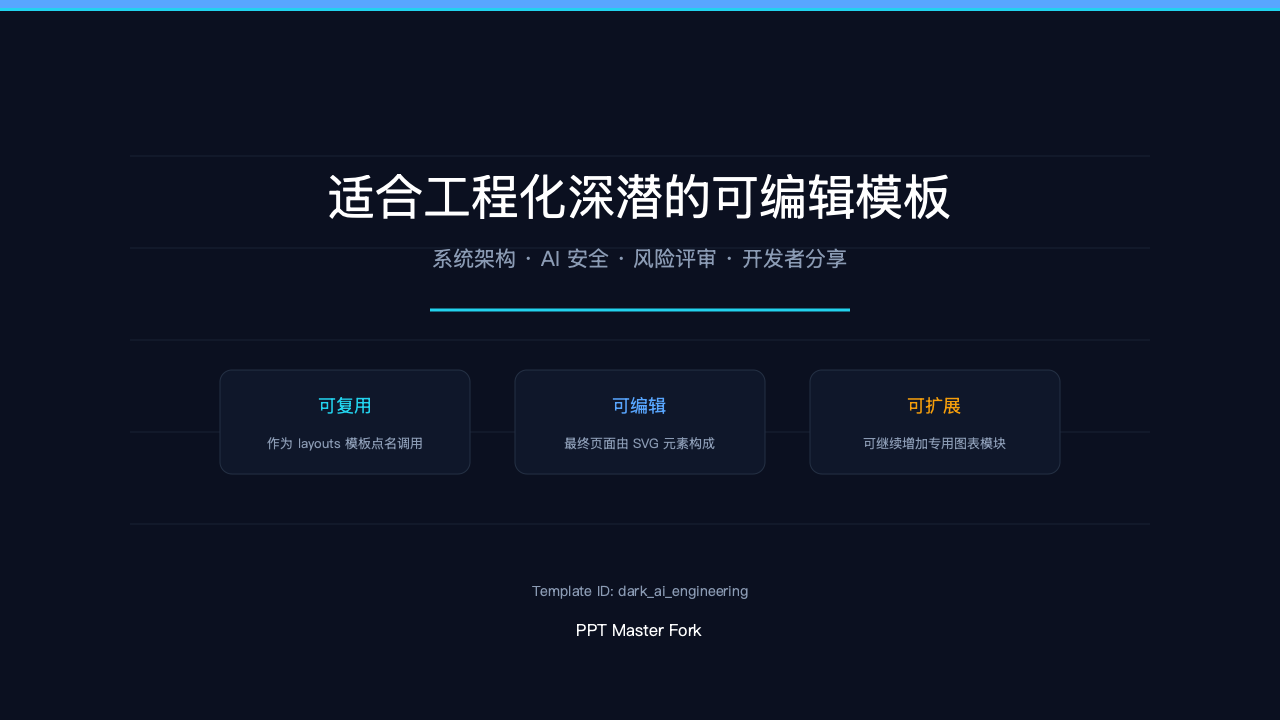 适合工程化深潜的可编辑模板
系统架构 · AI 安全 · 风险评审 · 开发者分享
可复用
作为 layouts 模板点名调用
可编辑
最终页面由 SVG 元素构成
可扩展
可继续增加专用图表模块
Template ID: dark_ai_engineering
PPT Master Fork